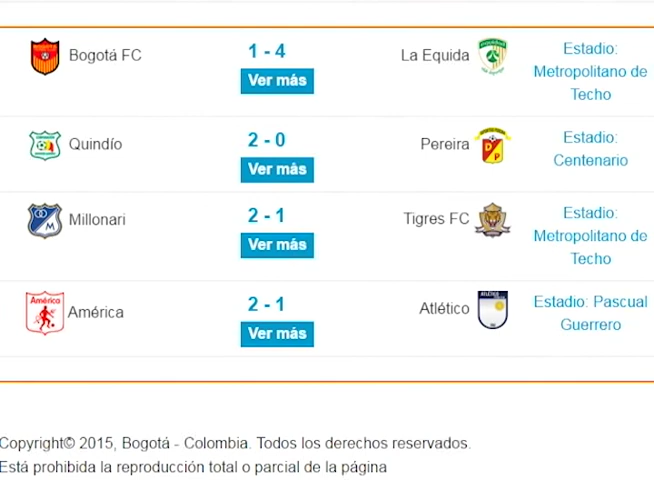 Bogotá FC 1 - 4 La Equida Estadio:
Ver más Metropolitano de
Techo
Quindío 2 - 0 Pereira Estadio:
Ver más Centenario
Millonari 2 - 1 Tigres FC Estadio:
Ver más Metropolitano de
Techo
América
América 2 - 1 Atlético Estadio: Pascual
Ver más Guerrero
Copyright© 2015, Bogotá - Colombia. Todos los derechos reservados.
Está prohibida la reproducción total o parcial de la página